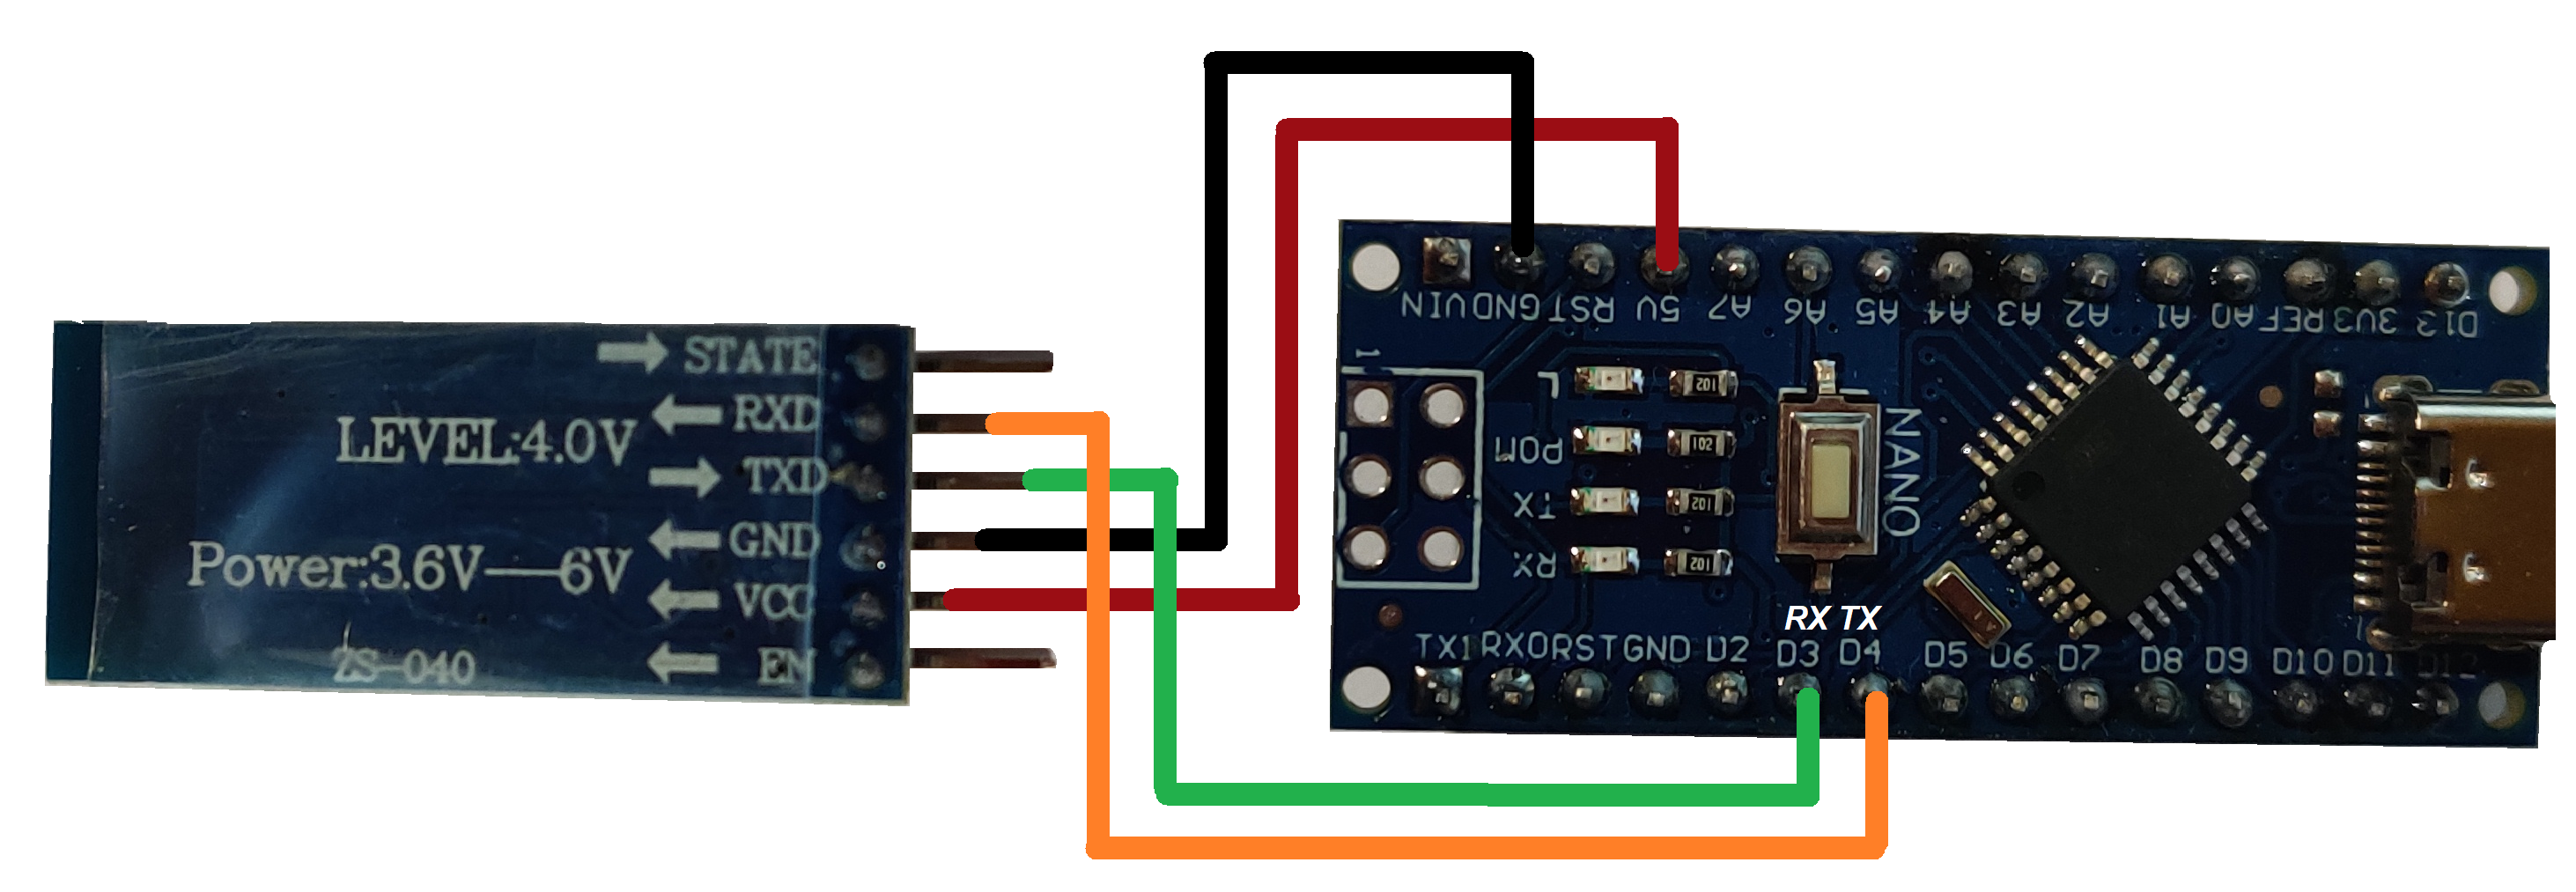 STATE
RXD
LEVEL:4.0V
TXD
GND
Power:3.6V—6V
VCC
EN
ZS-040
VIN GND RST 5V A7 A6 A5 A4 A3 A2 A1 A0 REF 3V3 D13
1
L
102
POW
102
TX
102
RX
102
NANO
RX TX
TX1 RX0 RST GND D2 D3 D4 D5 D6 D7 D8 D9 D10 D11 D12